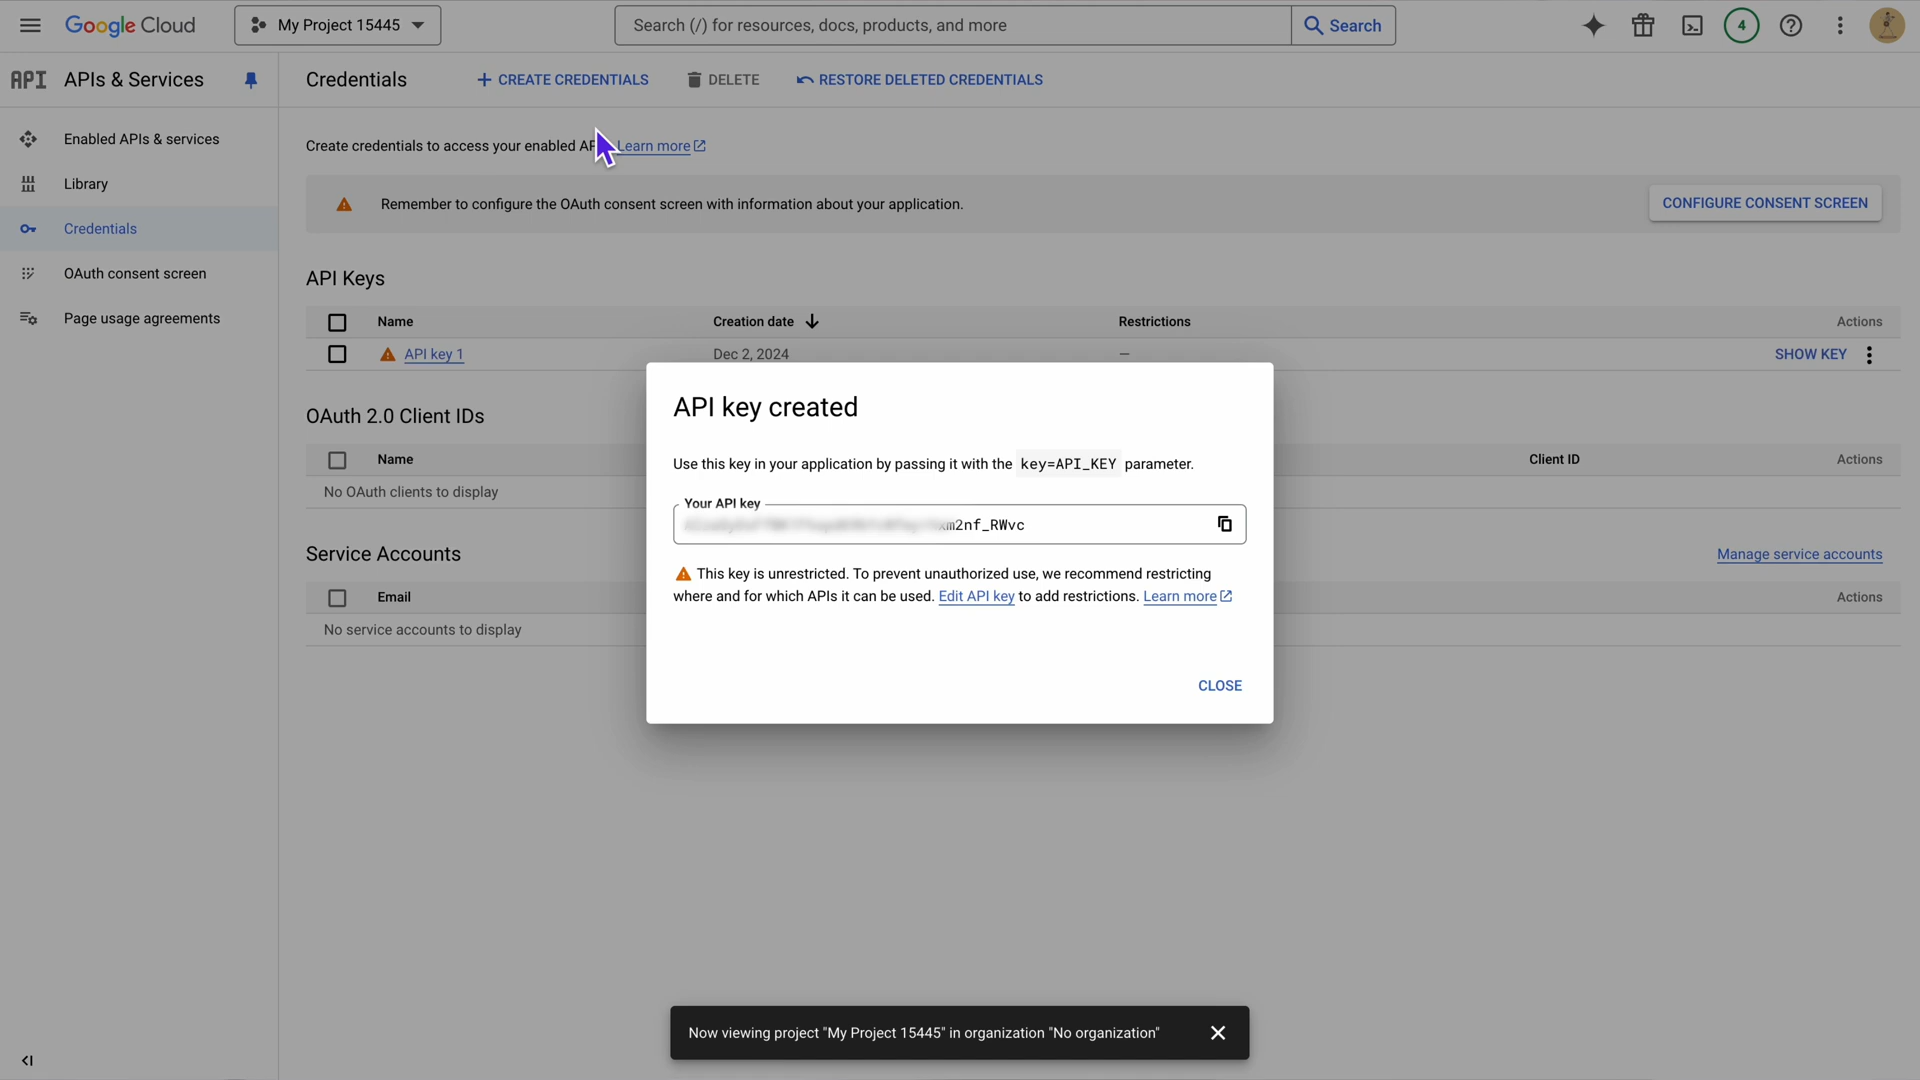 Google Cloud
My Project 15445
Search (/) for resources, docs, products, and more
Search
4
API
APIs & Services
Credentials
CREATE CREDENTIALS
DELETE
RESTORE DELETED CREDENTIALS
Enabled APIs & services
Library
Credentials
OAuth consent screen
Page usage agreements
Create credentials to access your enabled
Learn more
Remember to configure the OAuth consent screen with information about your application.
CONFIGURE CONSENT SCREEN
API Keys
Name Creation date Restrictions Actions
API key 1 Dec 2, 2024 – SHOW KEY
OAuth 2.0 Client IDs
Name Client ID Actions
No OAuth clients to display
Service Accounts
Manage service accounts
Email Actions
No service accounts to display
API key created
Use this key in your application by passing it with the key=API_KEY parameter.
Your API key
m2nf_RWvc
This key is unrestricted. To prevent unauthorized use, we recommend restricting
where and for which APIs it can be used. Edit API key to add restrictions. Learn more
CLOSE
Now viewing project "My Project 15445" in organization "No organization"